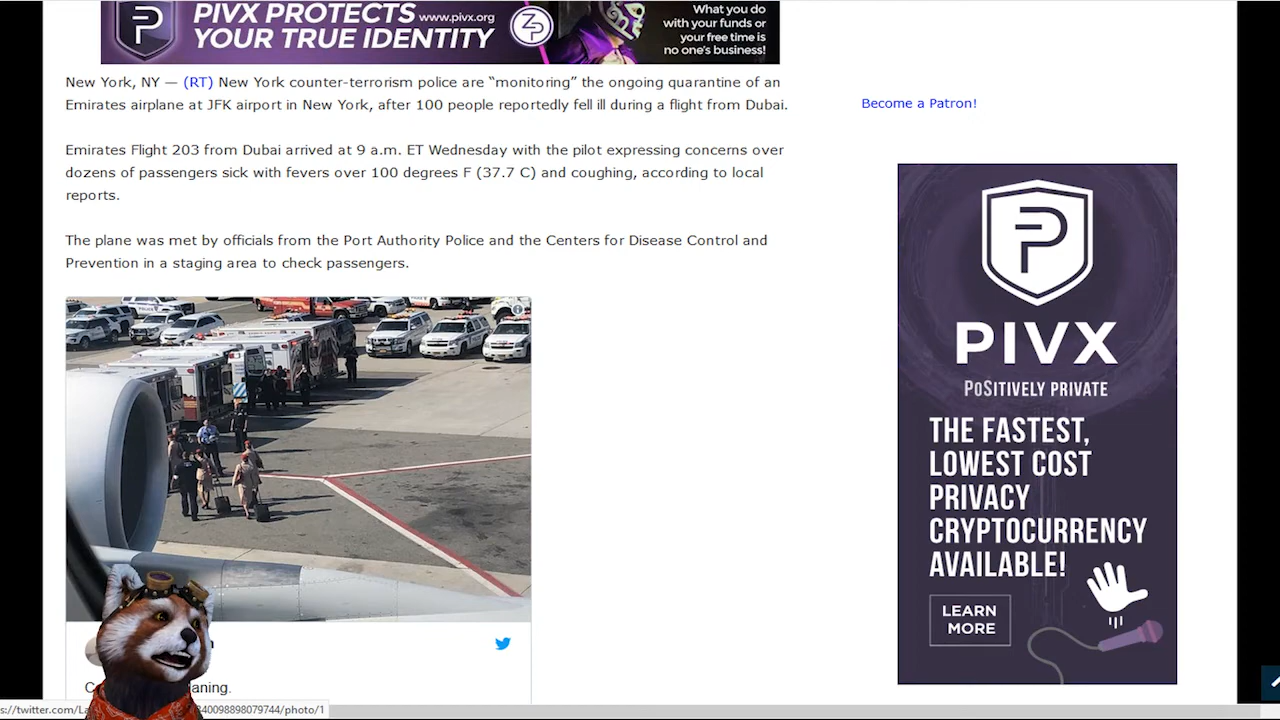 PIVX PROTECTS www.pivx.org
YOUR TRUE IDENTITY
What you do
with your funds or
your free time is
no one's business!
New York, NY — (RT) New York counter-terrorism police are “monitoring” the ongoing quarantine of an
Emirates airplane at JFK airport in New York, after 100 people reportedly fell ill during a flight from Dubai.
Emirates Flight 203 from Dubai arrived at 9 a.m. ET Wednesday with the pilot expressing concerns over
dozens of passengers sick with fevers over 100 degrees F (37.7 C) and coughing, according to local
reports.
The plane was met by officials from the Port Authority Police and the Centers for Disease Control and
Prevention in a staging area to check passengers.
Become a Patron!
PIVX
POSITIVELY PRIVATE
THE FASTEST,
LOWEST COST
PRIVACY
CRYPTOCURRENCY
AVAILABLE!
LEARN
MORE
s://twitter.com/La 40098898079744/photo/1